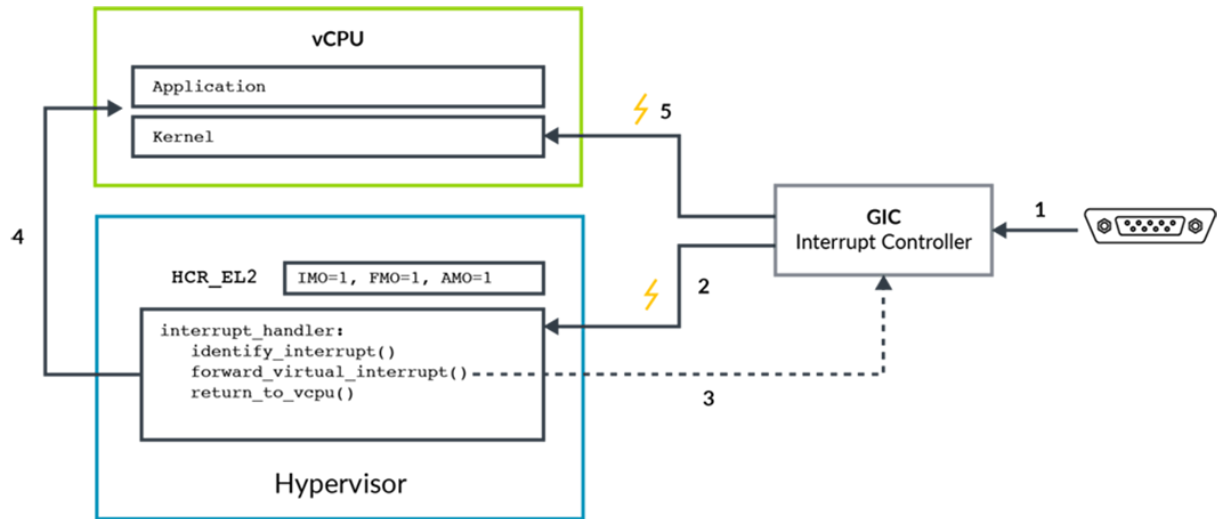 vCPU
Application
Kernel
5
4
GIC
Interrupt Controller
1
HCR_EL2
IMO=1, FMO=1, AMO=1
2
interrupt_handler:
identify_interrupt()
forward_virtual_interrupt()
return_to_vcpu()
3
Hypervisor